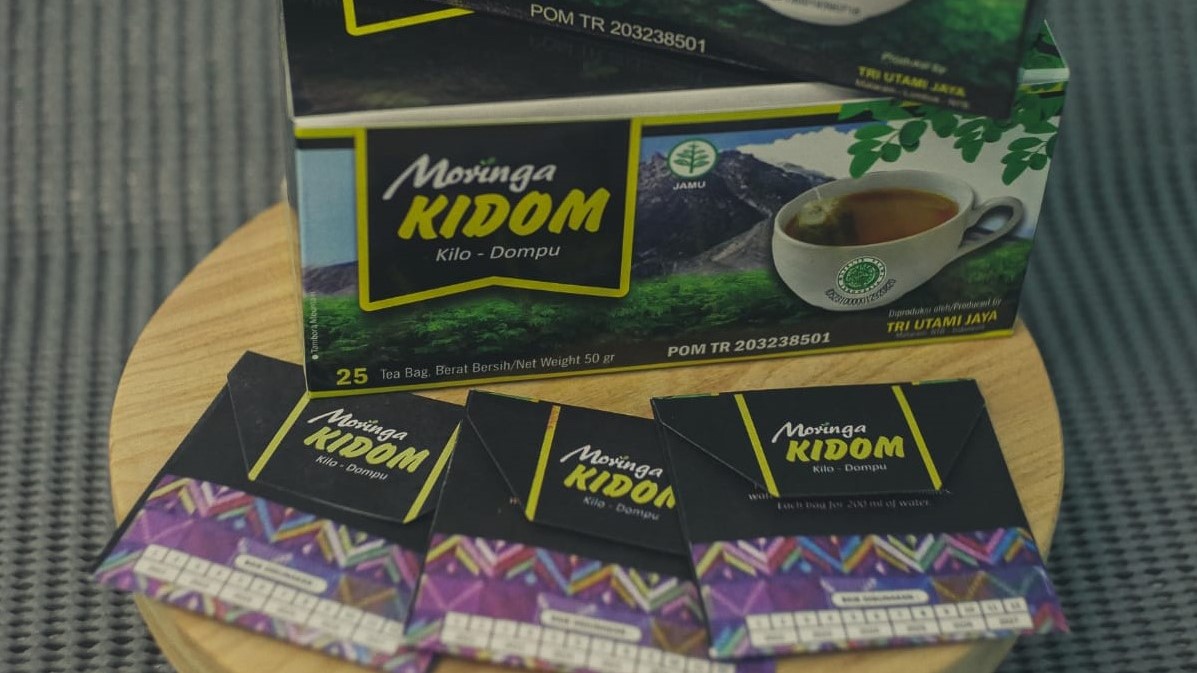 POM TR 203238501
Produced by
TRI UTAMI JAYA
Moringa
KIDOM
Kilo - Dompu
JAMU
Diproduksi oleh/Produced by
TRI UTAMI JAYA
25 Tea Bag. Berat Bersih/Net Weight 50 gr
POM TR 203238501
Moringa
KIDOM
Kilo - Dompu
Moringa
KIDOM
Kilo - Dompu
Moringa
KIDOM
Kilo - Dompu
Each bag for 200 ml of water.